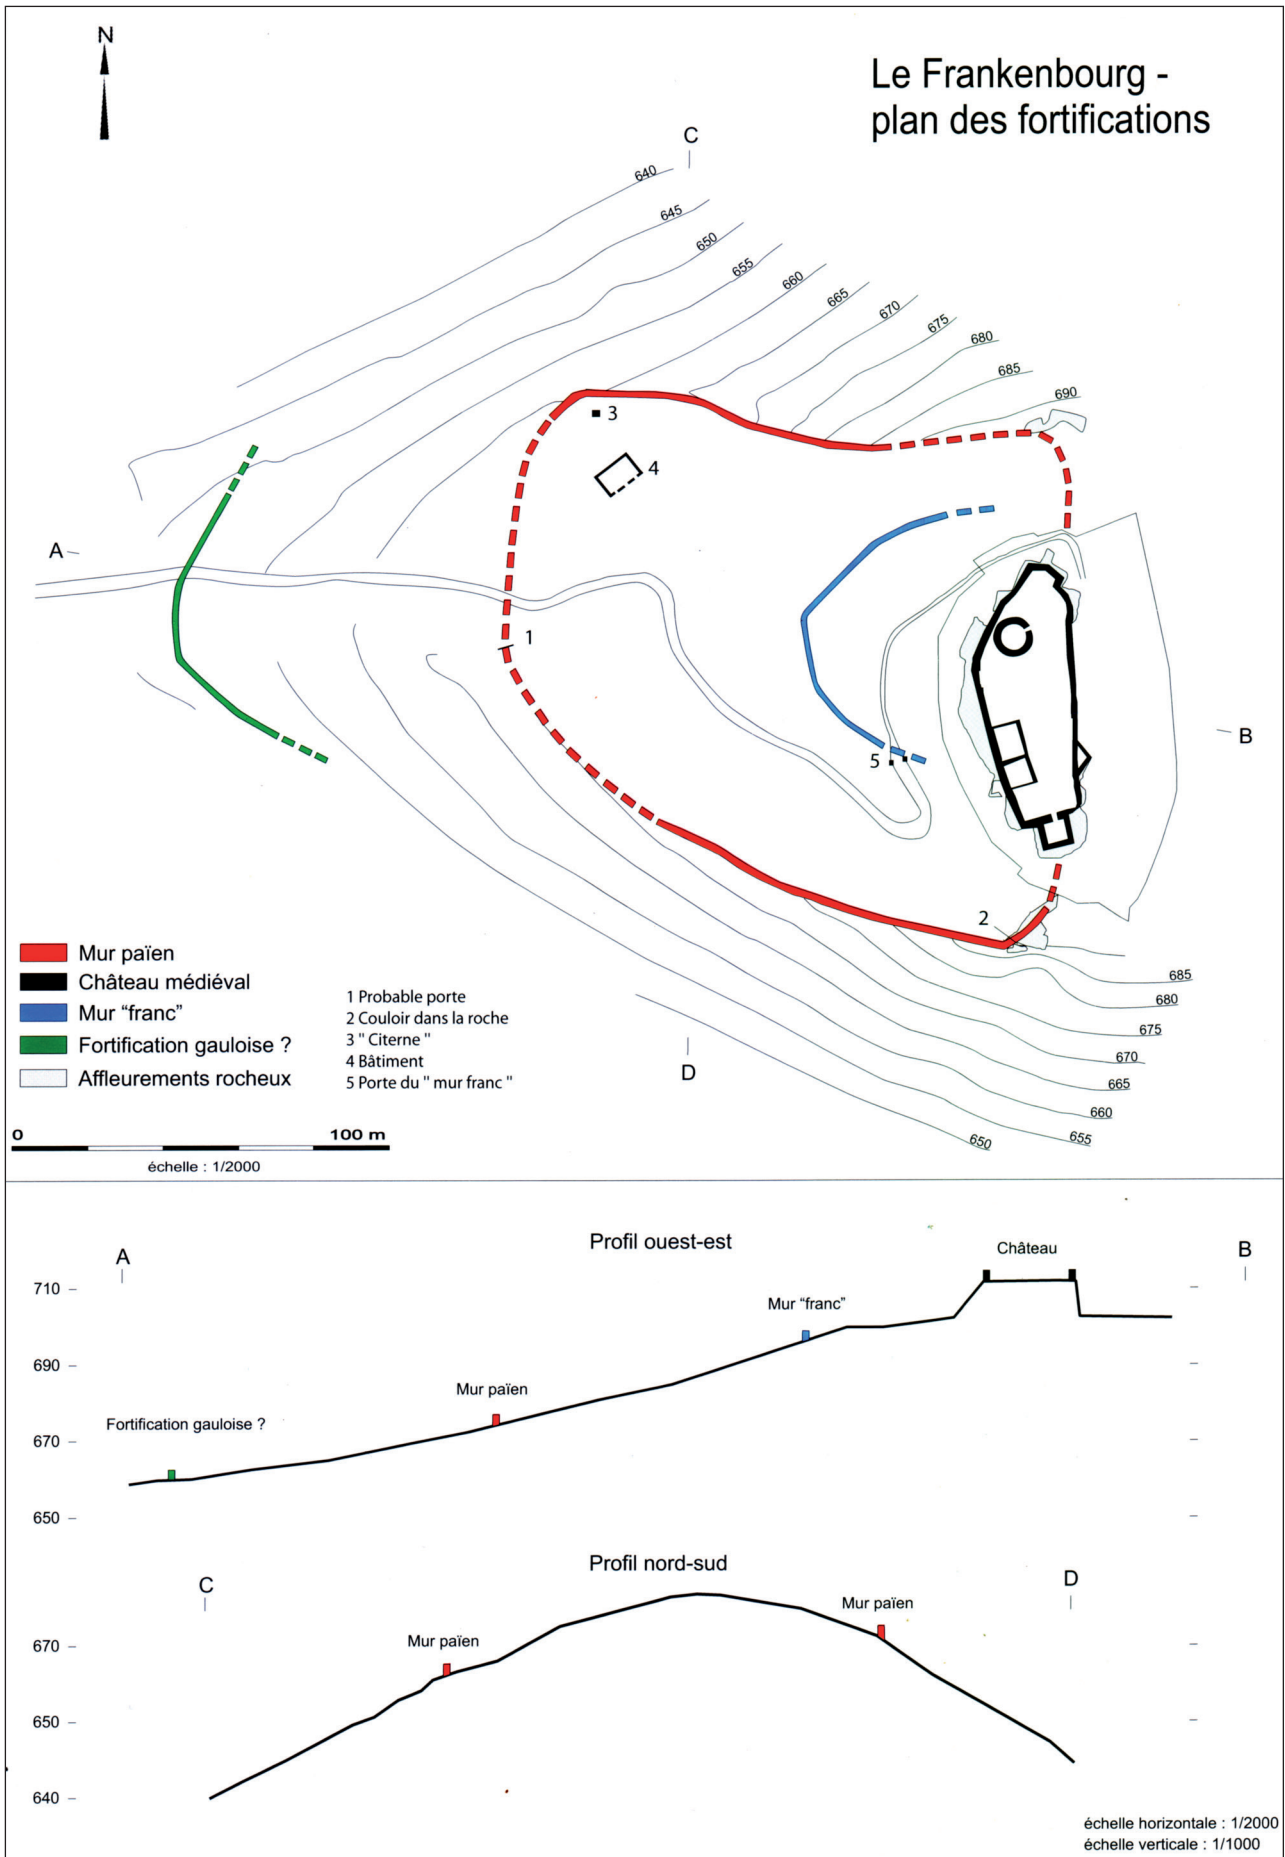 N
Le Frankenbourg -
plan des fortifications
C
640
645
650
655
660
665
670
675
680
685
690
3
4
A
1
B
5
2
Mur païen
Château médiéval
Mur "franc"
Fortification gauloise ?
Affleurements rocheux
1 Probable porte
2 Couloir dans la roche
3 " Citerne "
4 Bâtiment
5 Porte du " mur franc "
D
685
680
675
670
665
660
655
650
0 100 m
échelle : 1/2000
Profil ouest-est
A
B
Château
710
Mur "franc"
690
Mur païen
Fortification gauloise ?
670
650
Profil nord-sud
C
D
Mur païen
Mur païen
670
650
640
échelle horizontale : 1/2000
échelle verticale : 1/1000